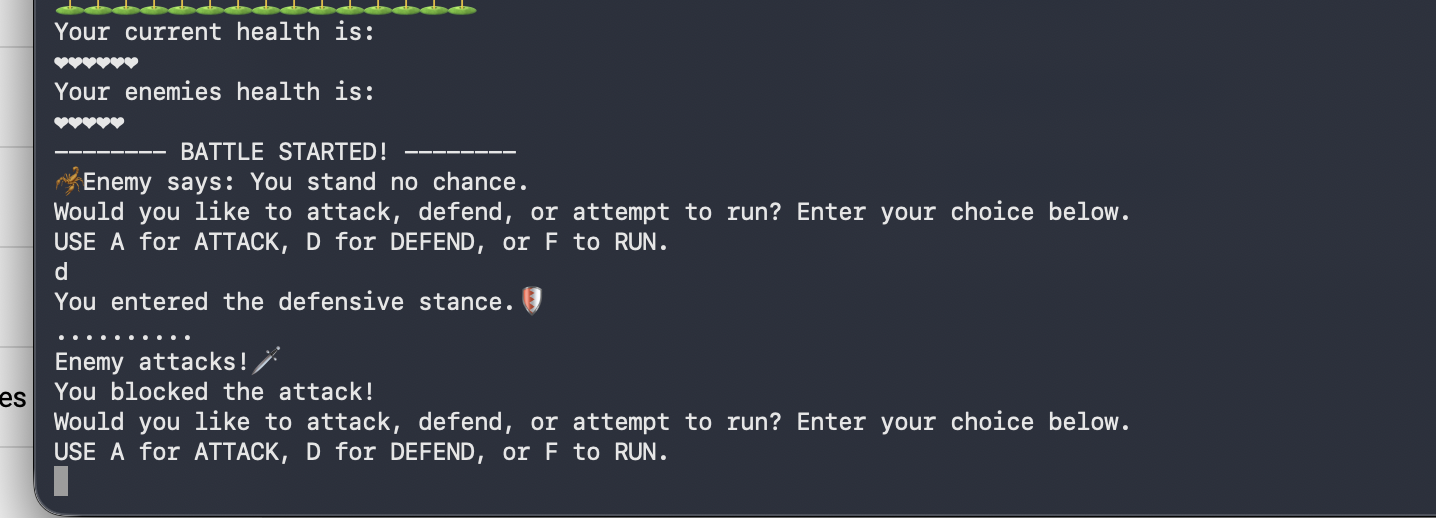 Your current health is:
❤❤❤❤❤❤
Your enemies health is:
❤❤❤❤❤
———————— BATTLE STARTED! ————————
🦂Enemy says: You stand no chance.
Would you like to attack, defend, or attempt to run? Enter your choice below.
USE A for ATTACK, D for DEFEND, or F to RUN.
d
You entered the defensive stance.🛡
..........
Enemy attacks!🗡
You blocked the attack!
Would you like to attack, defend, or attempt to run? Enter your choice below.
USE A for ATTACK, D for DEFEND, or F to RUN.
es